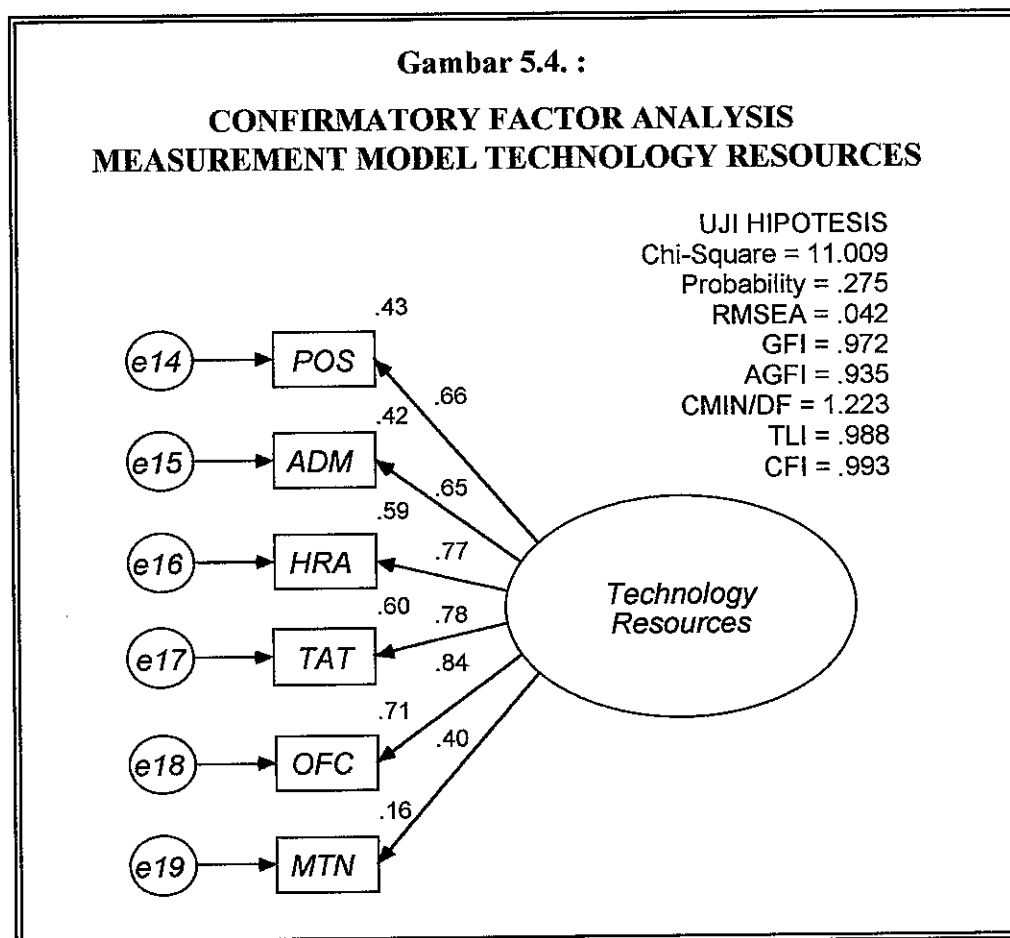 Gambar 5.4. :
CONFIRMATORY FACTOR ANALYSIS
MEASUREMENT MODEL TECHNOLOGY RESOURCES
UJI HIPOTESIS
Chi-Square = 11.009
Probability = .275
RMSEA = .042
GFI = .972
AGFI = .935
CMIN/DF = 1.223
TLI = .988
CFI = .993
.43
e14 POS
.66
.42
e15 ADM
.65
.59
e16 HRA
.77
Technology
Resources
.60
.78
e17 TAT
.84
.71
e18 OFC
.40
.16
e19 MTN